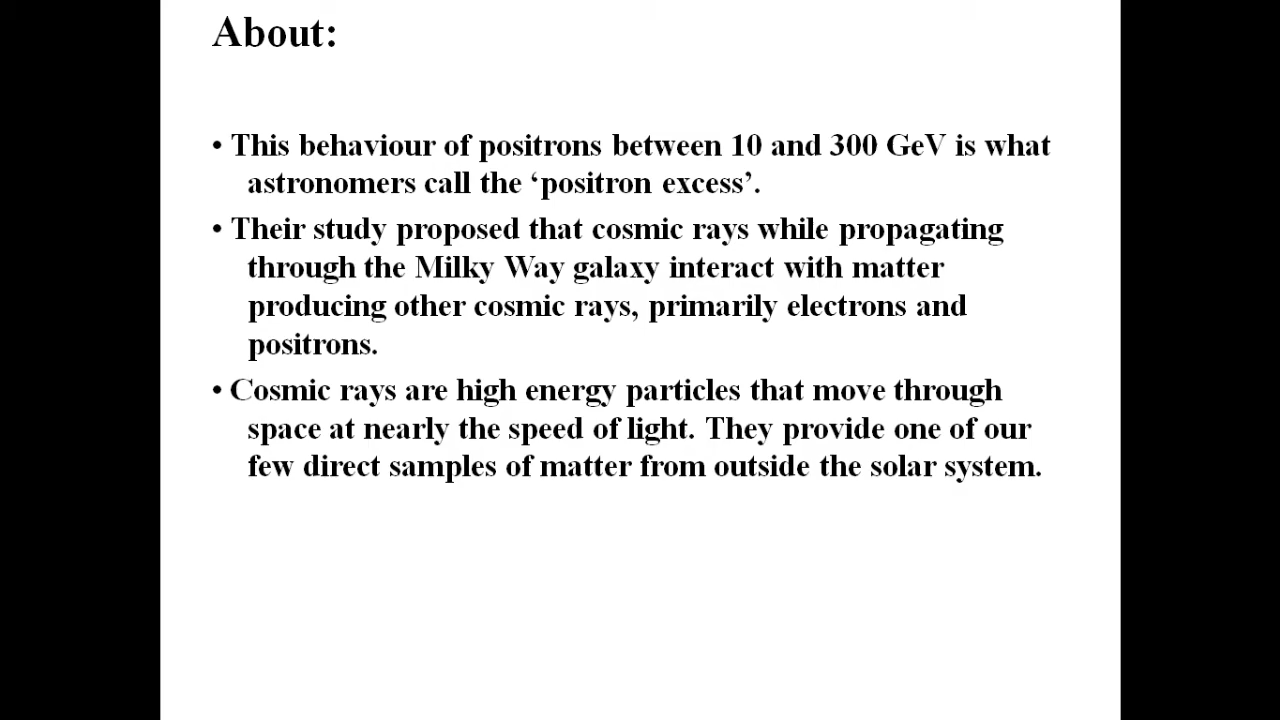 About:
• This behaviour of positrons between 10 and 300 GeV is what
astronomers call the ‘positron excess’.
• Their study proposed that cosmic rays while propagating
through the Milky Way galaxy interact with matter
producing other cosmic rays, primarily electrons and
positrons.
• Cosmic rays are high energy particles that move through
space at nearly the speed of light. They provide one of our
few direct samples of matter from outside the solar system.